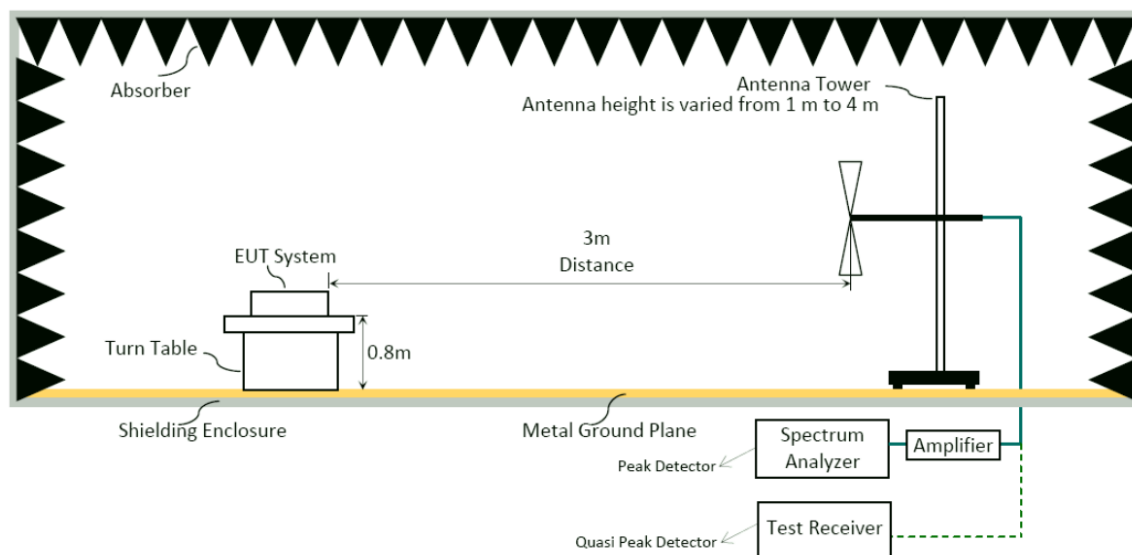 Absorber
Antenna Tower
Antenna height is varied from 1 m to 4 m
3m
Distance
EUT System
Turn Table
0.8m
Shielding Enclosure
Metal Ground Plane
Spectrum
Analyzer
Amplifier
Peak Detector
Test Receiver
Quasi Peak Detector